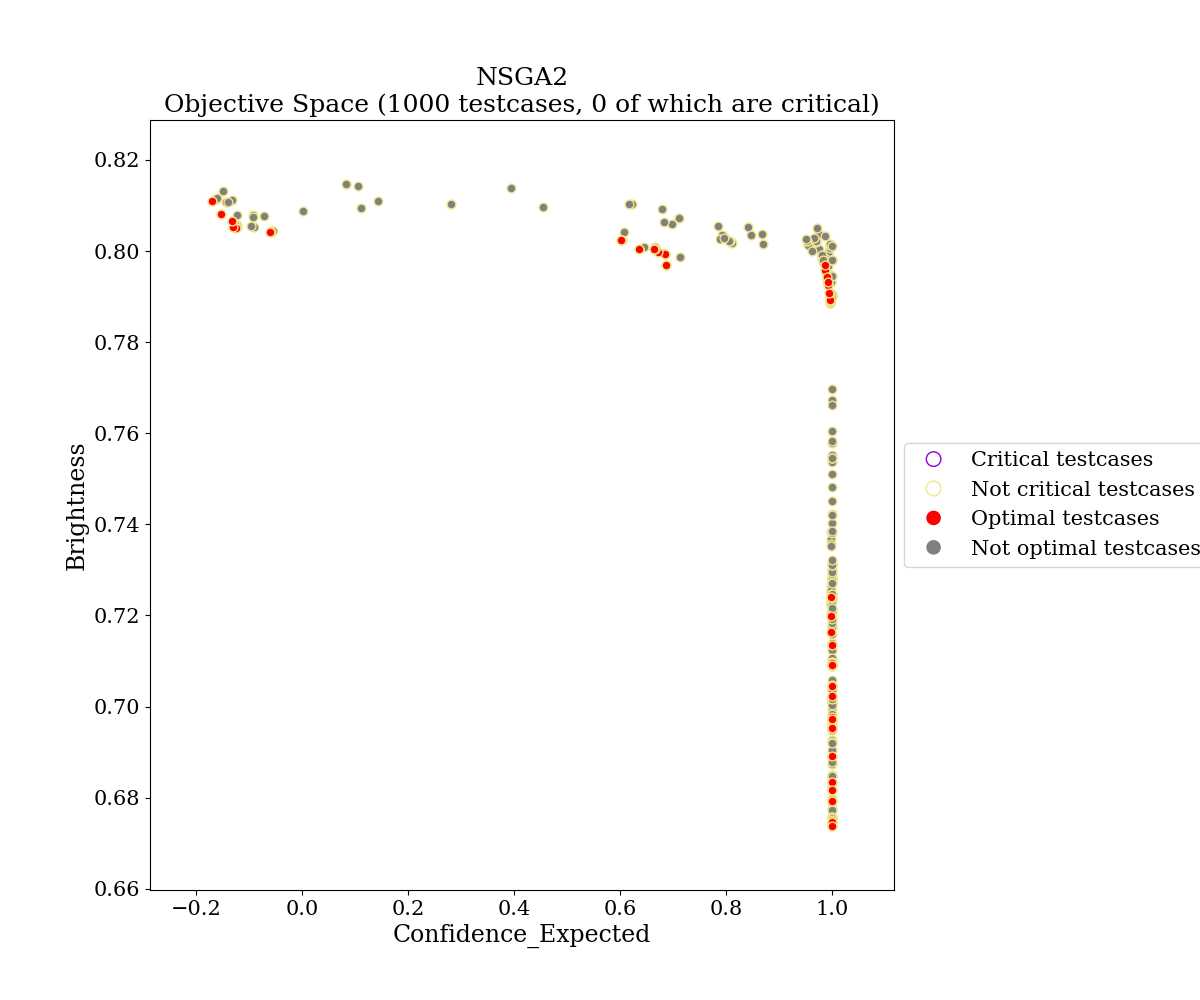 NSGA2
Objective Space (1000 testcases, 0 of which are critical)
0.82
0.80
0.78
0.76
0.74
0.72
0.70
0.68
0.66
Brightness
−0.2 0.0 0.2 0.4 0.6 0.8 1.0
Confidence_Expected
Critical testcases
Not critical testcases
Optimal testcases
Not optimal testcases